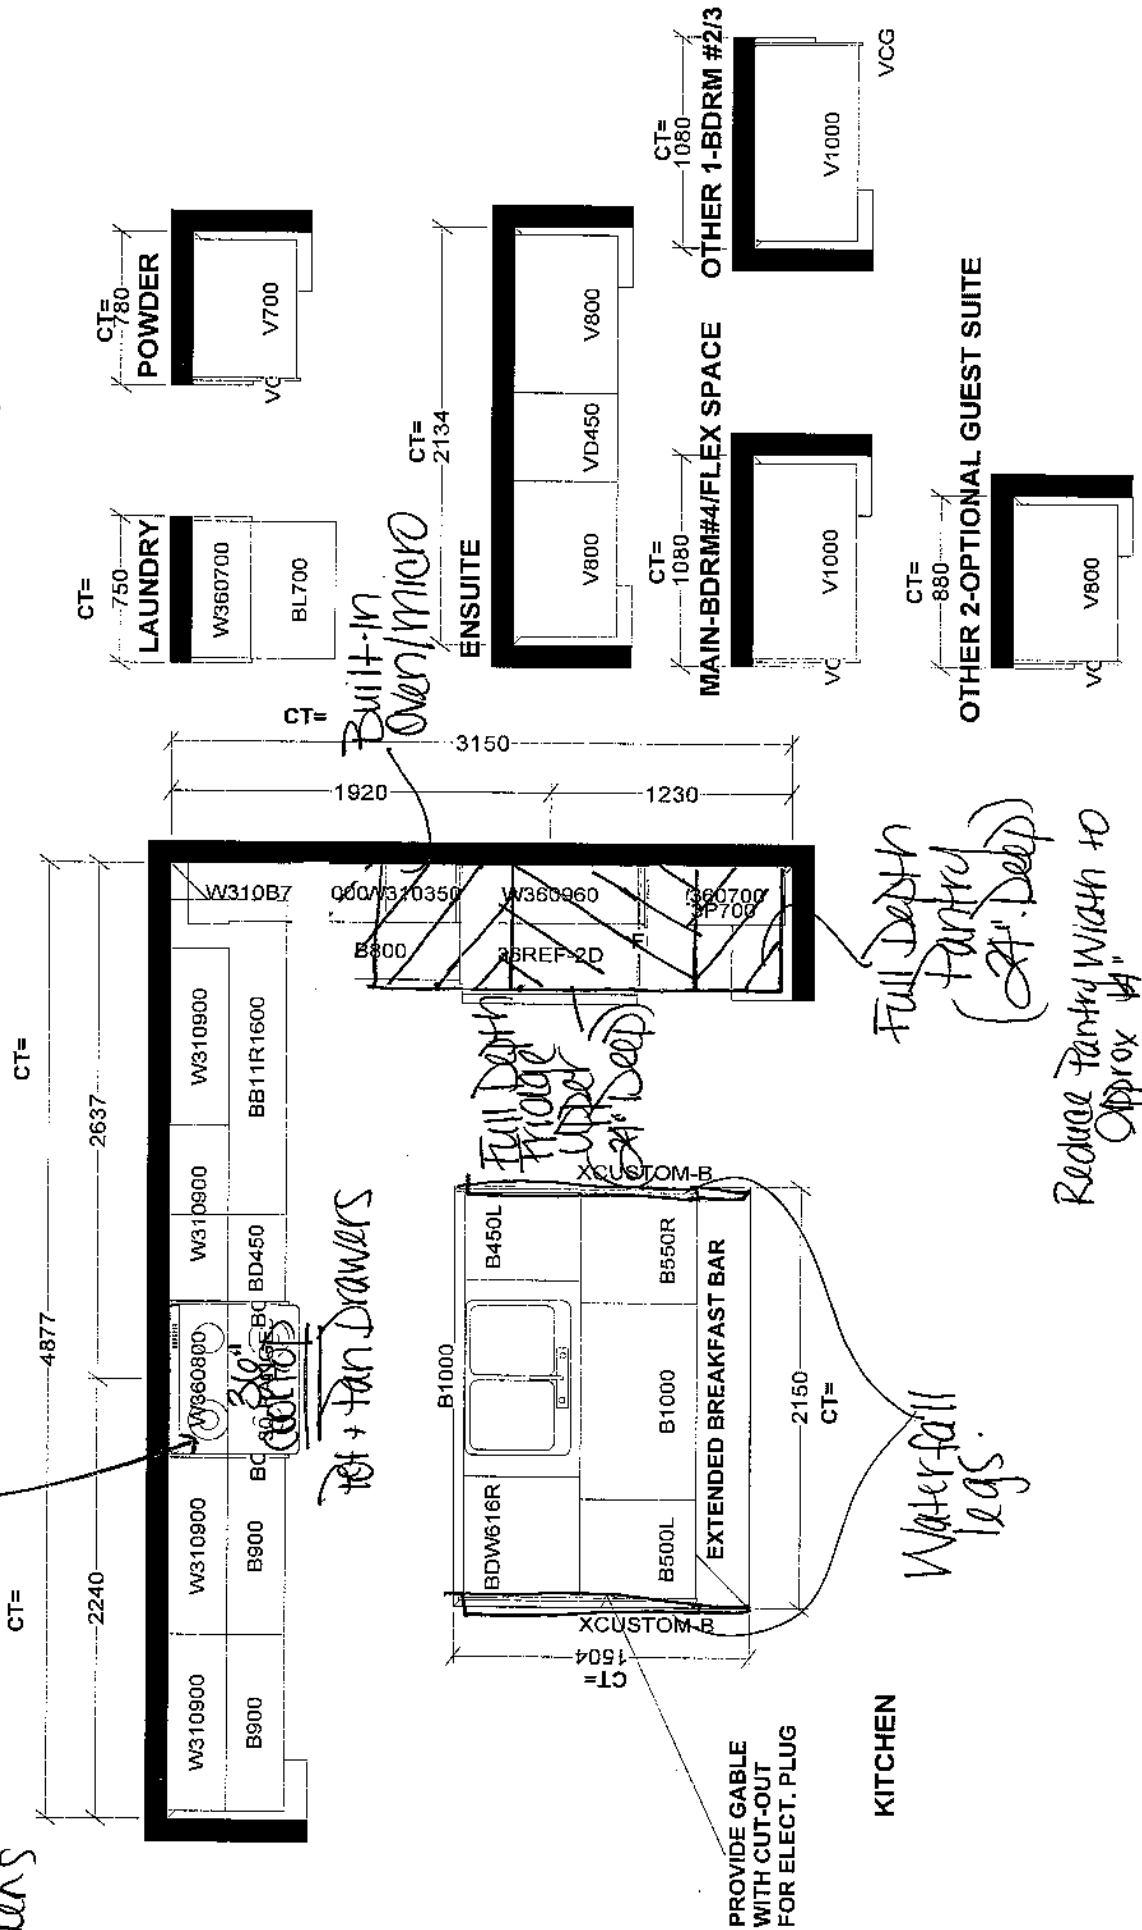 CT=
CT=
4877
2240
2637
W310900
W310900
W360800
W310900
W310900
W310B7
B900
B900
BD450
BB11R1600
36"
COOKTOP
Pot + Pan Drawers
000
W310350
B800
W360960
36REF-2D
F
360700
1920
1230
3150
CT=
Built-In
Oven/Micro
Full Depth
Fridge
Upper
(24" Deep)
Full Depth
Pantry
(24" Deep)
Reduce Pantry Width to
Approx 14"
XCUSTOM-B
XCUSTOM-B
B1000
BDW616R
B450L
B500L
B1000
B550R
EXTENDED BREAKFAST BAR
2150
CT=
1504
CT=
Waterfall
legs.
PROVIDE GABLE
WITH CUT-OUT
FOR ELECT. PLUG
KITCHEN
CT=
750
LAUNDRY
W360700
BL700
CT=
780
POWDER
V700
VC
CT=
2134
ENSUITE
V800
VD450
V800
CT=
1080
MAIN-BDRM#4/FLEX SPACE
V1000
VC
CT=
1080
OTHER 1-BDRM #2/3
V1000
VCG
CT=
880
OTHER 2-OPTIONAL GUEST SUITE
V800
VC